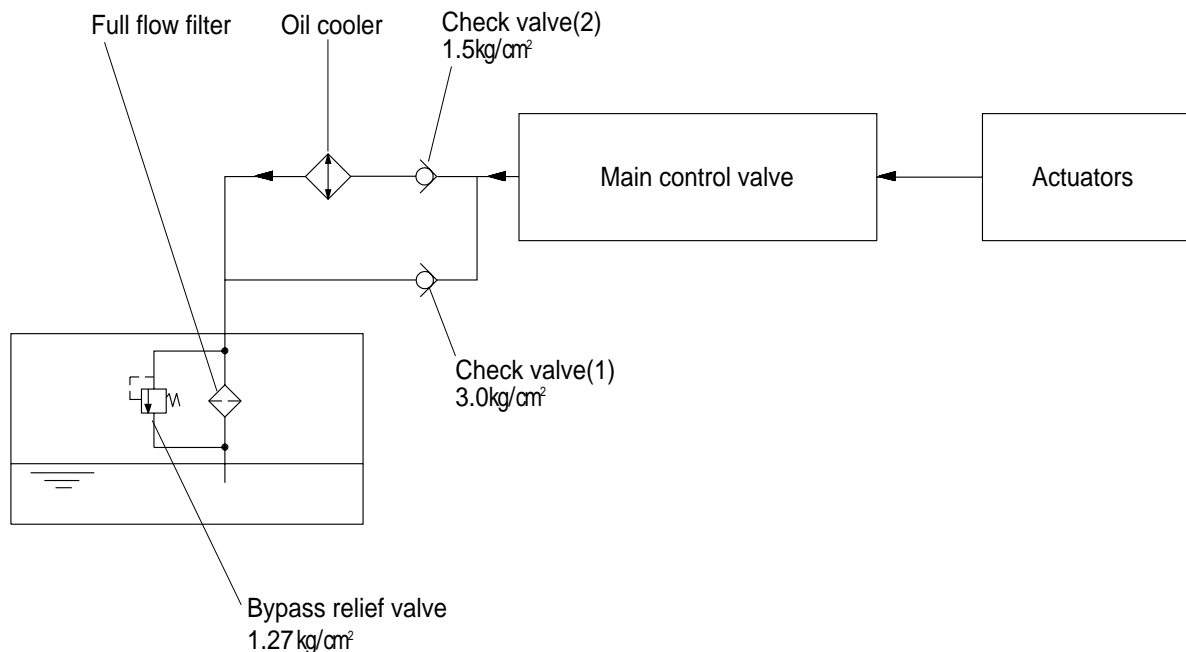 Full flow filter
Oil cooler
Check valve(2)
1.5kg/cm²
Main control valve
Actuators
Check valve(1)
3.0kg/cm²
Bypass relief valve
1.27kg/cm²